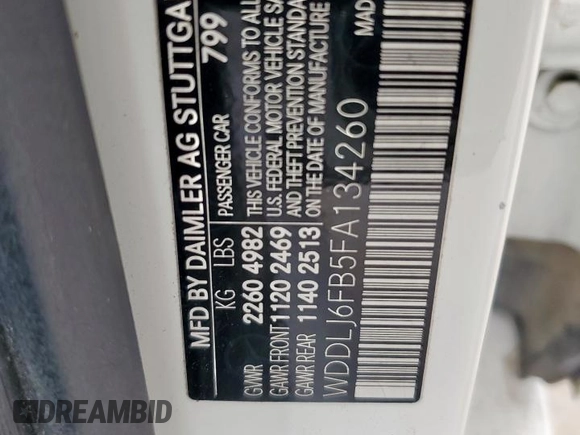 MFD BY DAIMLER AG STUTTGA
799
KG LBS PASSENGER CAR
GVWR 2260 4982
GAWR FRONT 1120 2469
GAWR REAR 1140 2513
THIS VEHICLE CONFORMS TO ALL
U.S. FEDERAL MOTOR VEHICLE SA
AND THEFT PREVENTION STANDA
ON THE DATE OF MANUFACTURE
MAD
WDDLJ6FB5FA134260
DREAMBID